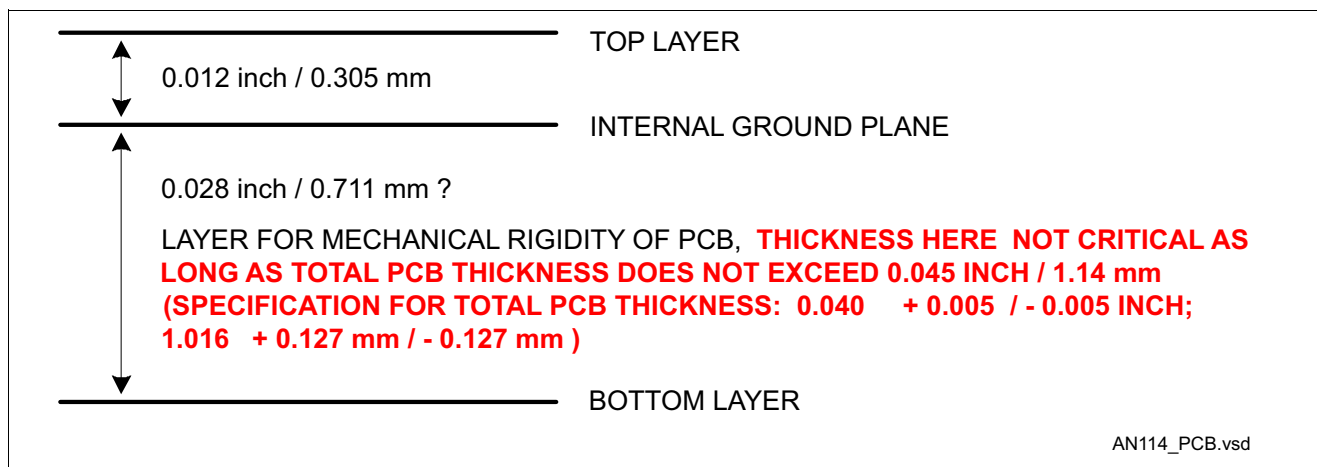 TOP LAYER
0.012 inch / 0.305 mm
INTERNAL GROUND PLANE
0.028 inch / 0.711 mm ?
LAYER FOR MECHANICAL RIGIDITY OF PCB, THICKNESS HERE NOT CRITICAL AS
LONG AS TOTAL PCB THICKNESS DOES NOT EXCEED 0.045 INCH / 1.14 mm
(SPECIFICATION FOR TOTAL PCB THICKNESS: 0.040 + 0.005 / - 0.005 INCH;
1.016 + 0.127 mm / - 0.127 mm )
BOTTOM LAYER
AN114_PCB.vsd